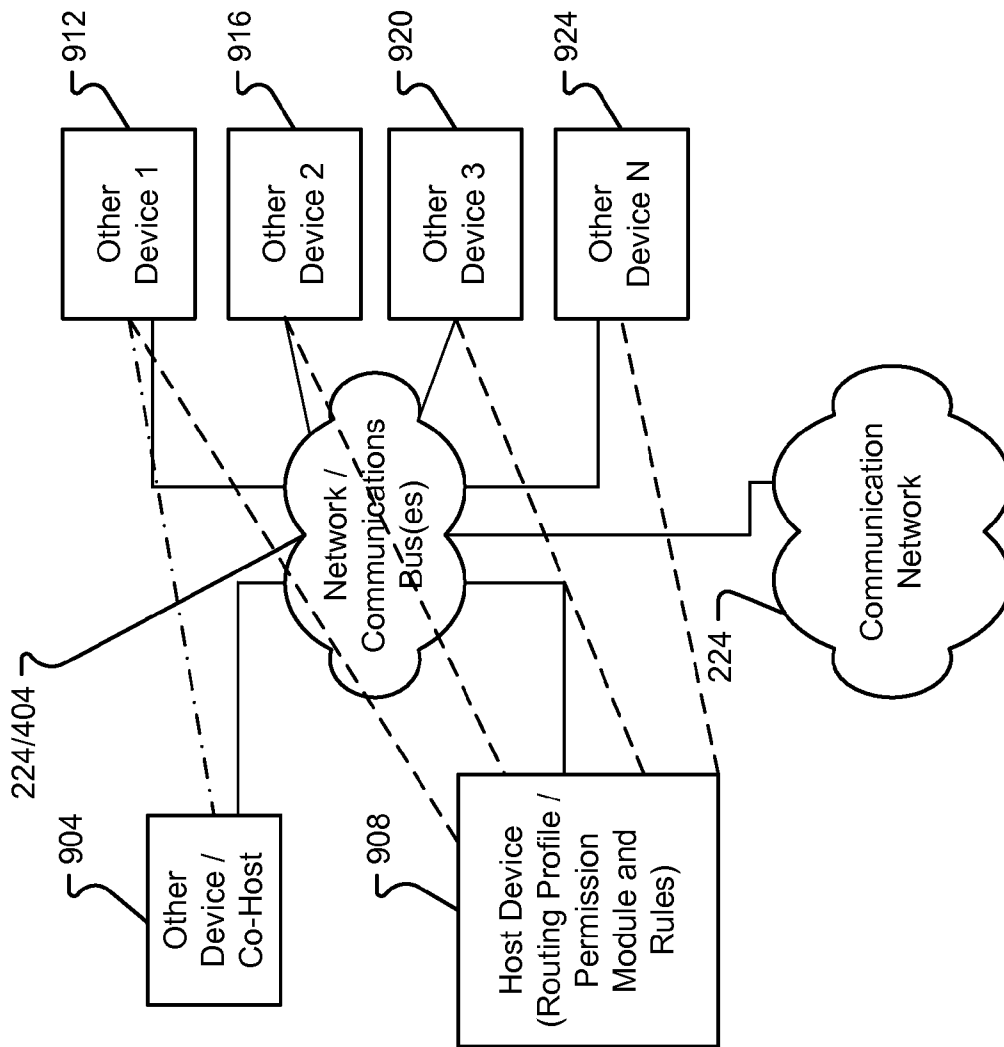 912
Other
Device 1
916
Other
Device 2
920
Other
Device 3
924
Other
Device N
224/404
Network /
Communications
Bus(es)
224
Communication
Network
904
Other
Device /
Co-Host
908
Host Device
(Routing Profile /
Permission
Module and
Rules)